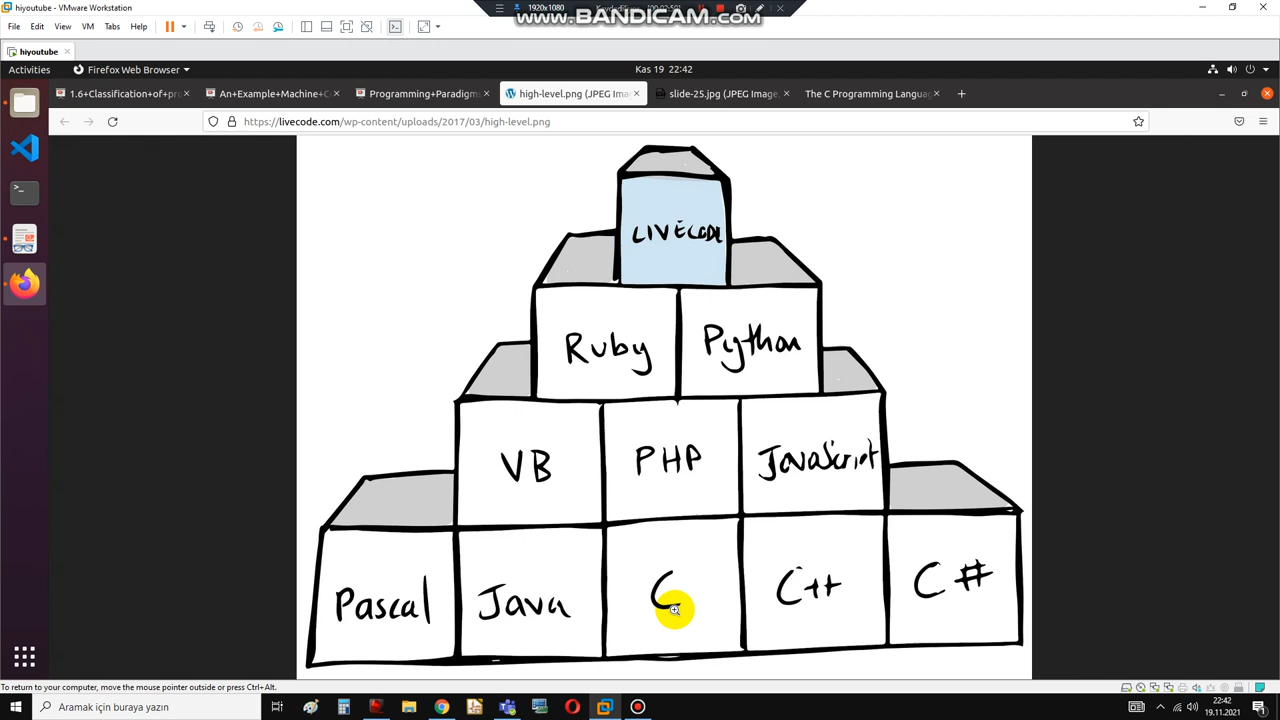 hiyoutube - VMware Workstation
1920x1080
www.BANDICAM.com
File Edit View VM Tabs Help
hiyoutube
Activities Firefox Web Browser Kas 19 22:42
1.6+Classification+of+pr An+Example+Machine+C Programming+Paradigms high-level.png (JPEG Ima slide-25.jpg (JPEG Image, The C Programming Langua
https://livecode.com/wp-content/uploads/2017/03/high-level.png
LIVECODE
Ruby Python
VB PHP JavaScript
Pascal Java C C++ C#
To return to your computer, move the mouse pointer outside or press Ctrl+Alt.
Aramak için buraya yazın
22:42
19.11.2021